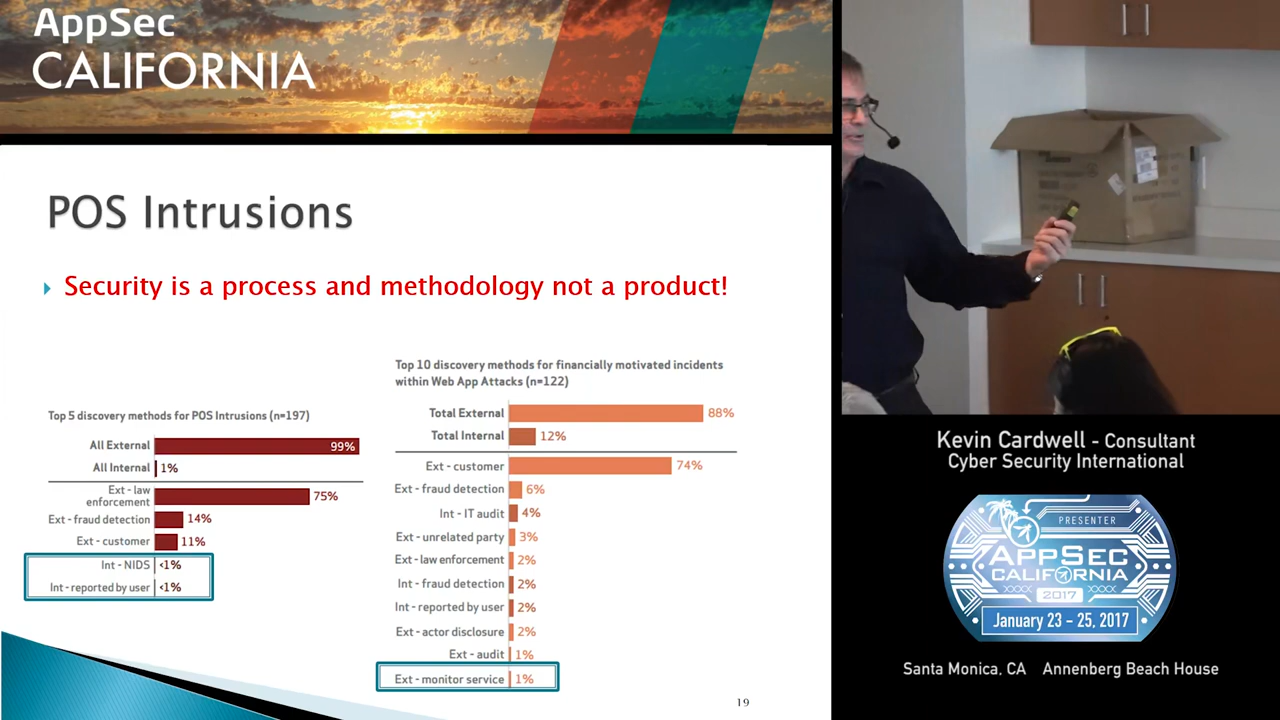 AppSec
CALIFORNIA
POS Intrusions
Security is a process and methodology not a product!
Top 5 discovery methods for POS Intrusions (n=197)
All External 99%
All Internal 1%
Ext - law
enforcement 75%
Ext - fraud detection 14%
Ext - customer 11%
Int - NIDS <1%
Int - reported by user <1%
Top 10 discovery methods for financially motivated incidents
within Web App Attacks (n=122)
Total External 88%
Total Internal 12%
Ext - customer 74%
Ext - fraud detection 6%
Int - IT audit 4%
Ext - unrelated party 3%
Ext - law enforcement 2%
Int - fraud detection 2%
Int - reported by user 2%
Ext - actor disclosure 2%
Ext - audit 1%
Ext - monitor service 1%
19
Kevin Cardwell - Consultant
Cyber Security International
PRESENTER
APPSEC
CALIFORNIA
2017
January 23 - 25, 2017
Santa Monica, CA Annenberg Beach House